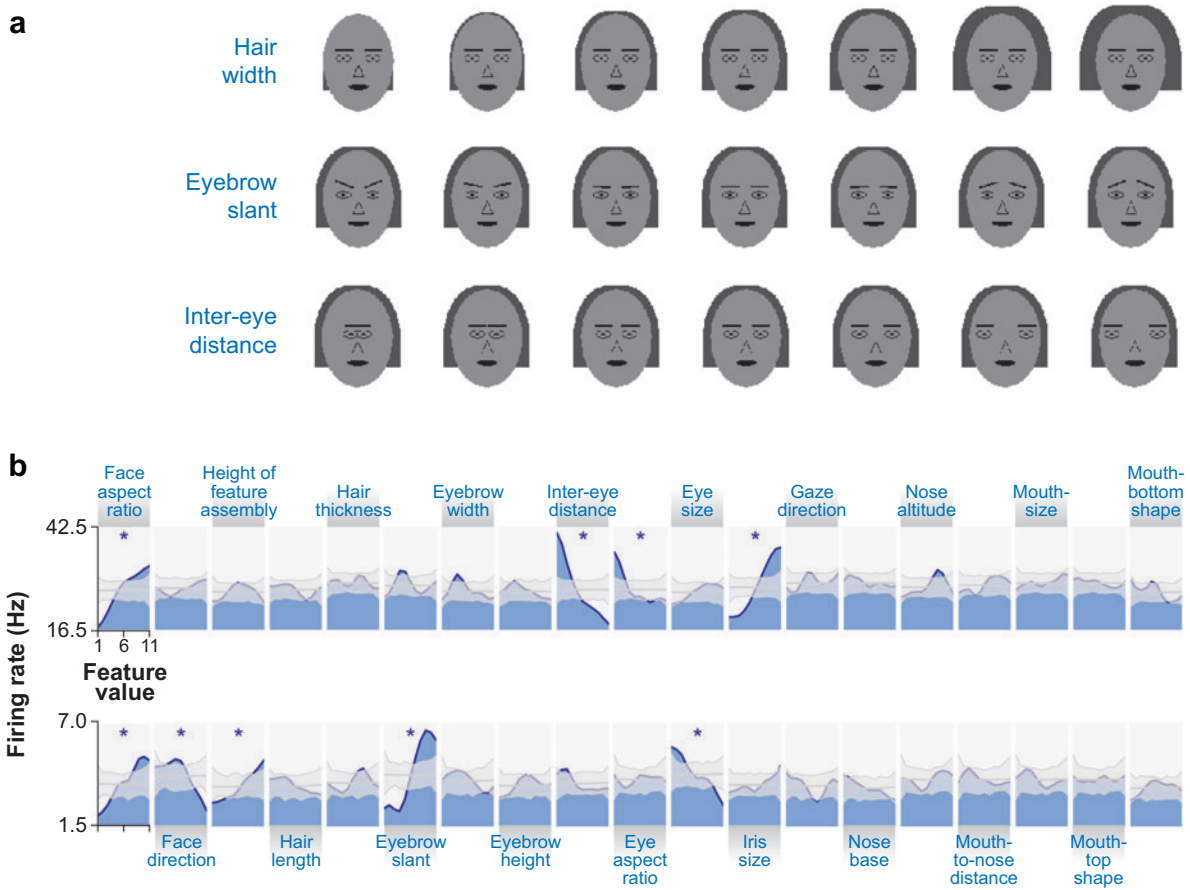 a
Hair
width
Eyebrow
slant
Inter-eye
distance
b
Face
aspect
ratio
Height of
feature
assembly
Hair
thickness
Eyebrow
width
Inter-eye
distance
Eye
size
Gaze
direction
Nose
altitude
Mouth-
size
Mouth-
bottom
shape
Firing rate (Hz)
42.5
* * * *
16.5
1 6 11
Feature
value
7.0
* * * * *
1.5
Face
direction
Hair
length
Eyebrow
slant
Eyebrow
height
Eye
aspect
ratio
Iris
size
Nose
base
Mouth-
to-nose
distance
Mouth-
top
shape